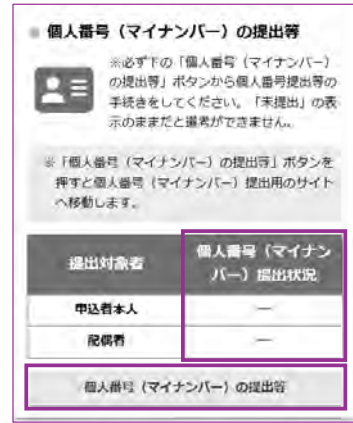 個人番号（マイナンバー）の提出等
※必ず下の「個人番号（マイナンバー）
の提出等」ボタンから個人番号提出等の
手続きをしてください。「未提出」の表
示のままだと選考ができません。
※「個人番号（マイナンバー）の提出等」ボタンを
押すと個人番号（マイナンバー）提出用のサイト
へ移動します。
提出対象者
個人番号（マイナン
バー）提出状況
申込者本人
―
配偶者
―
個人番号（マイナンバー）の提出等